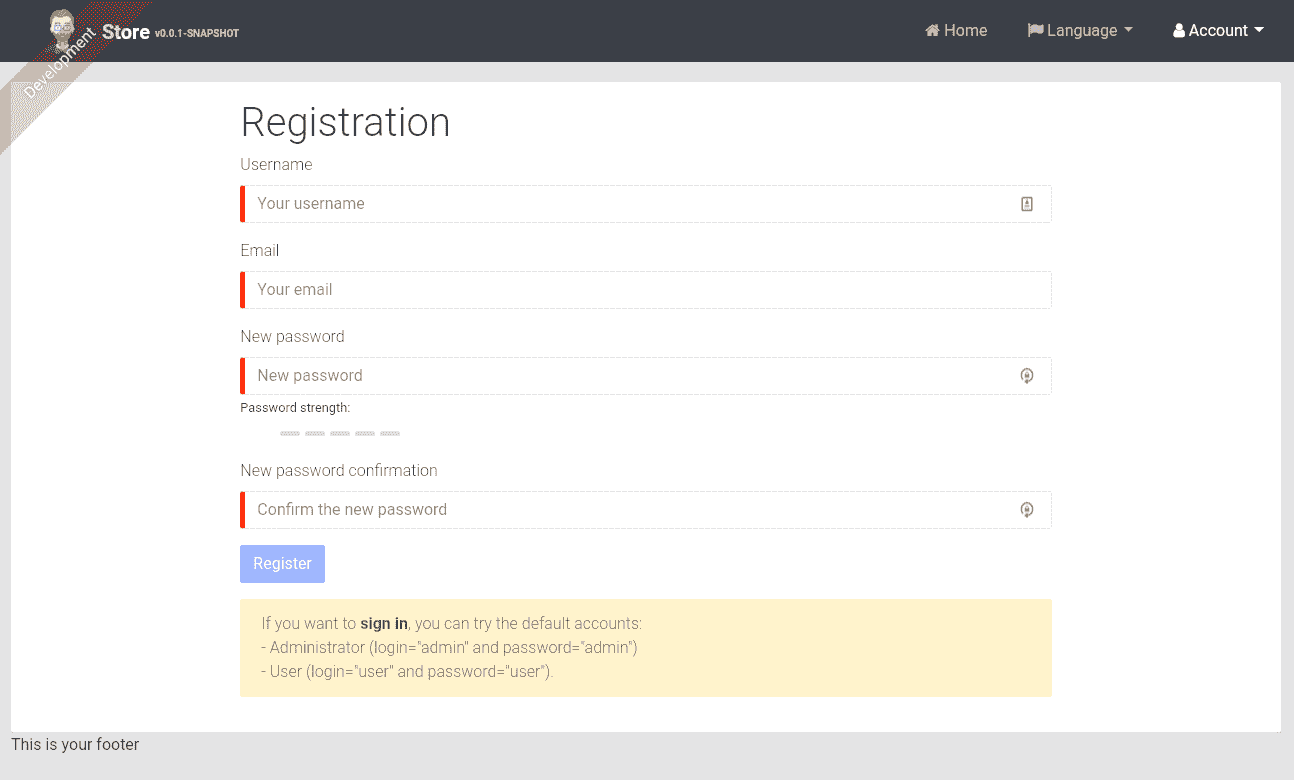 Store v0.0.1-SNAPSHOT
Home
Language
Account
Development
Registration
Username
Your username
Email
Your email
New password
New password
Password strength:
New password confirmation
Confirm the new password
Register
If you want to sign in, you can try the default accounts:
- Administrator (login="admin" and password="admin")
- User (login="user" and password="user").
This is your footer